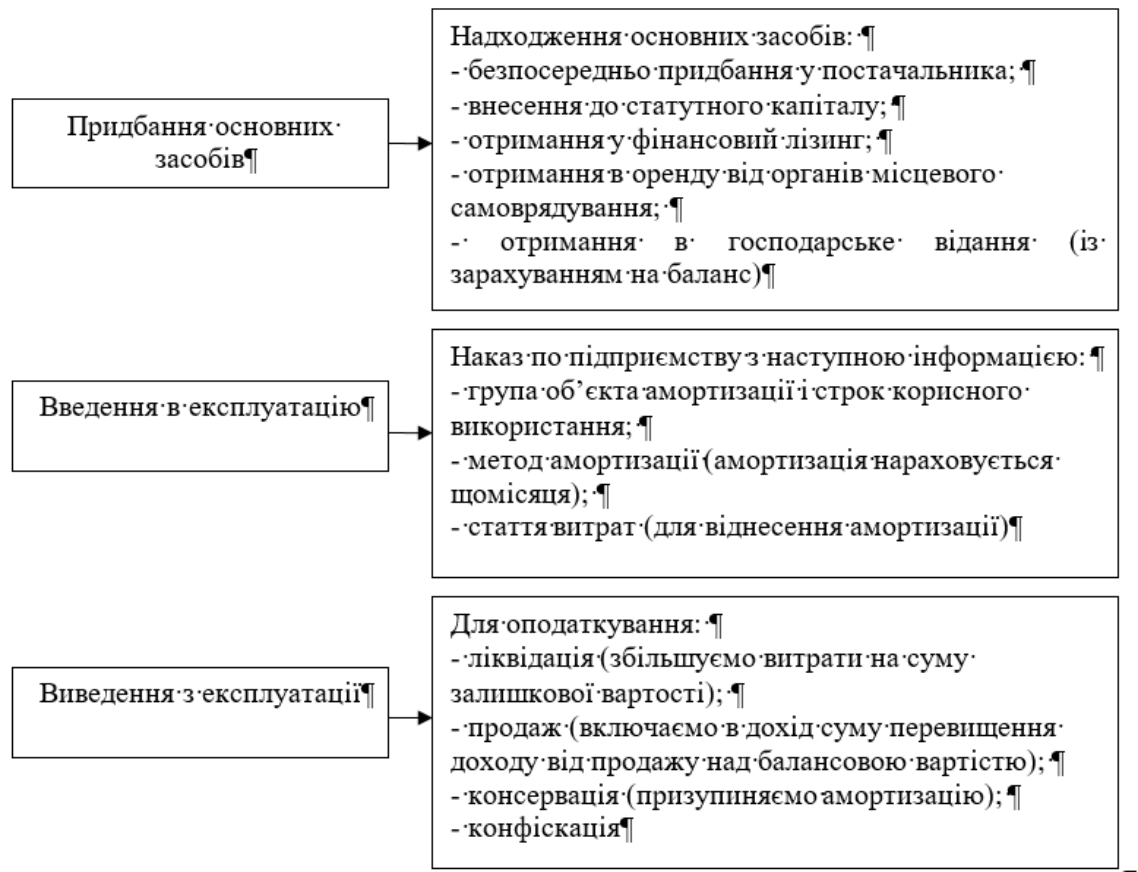 Придбання основних
засобів
Надходження основних засобів:
- безпосередньо придбання у постачальника;
- внесення до статутного капіталу;
- отримання у фінансовий лізинг;
- отримання в оренду від органів місцевого
самоврядування;
- отримання в господарське відання (із
зарахуванням на баланс)
Введення в експлуатацію
Наказ по підприємству з наступною інформацією:
- група об’єкта амортизації і строк корисного
використання;
- метод амортизації (амортизація нараховується
щомісяця);
- стаття витрат (для віднесення амортизації)
Виведення з експлуатації
Для оподаткування:
- ліквідація (збільшуємо витрати на суму
залишкової вартості);
- продаж (включаємо в дохід суму перевищення
доходу від продажу над балансовою вартістю);
- консервація (призупиняємо амортизацію);
- конфіскація